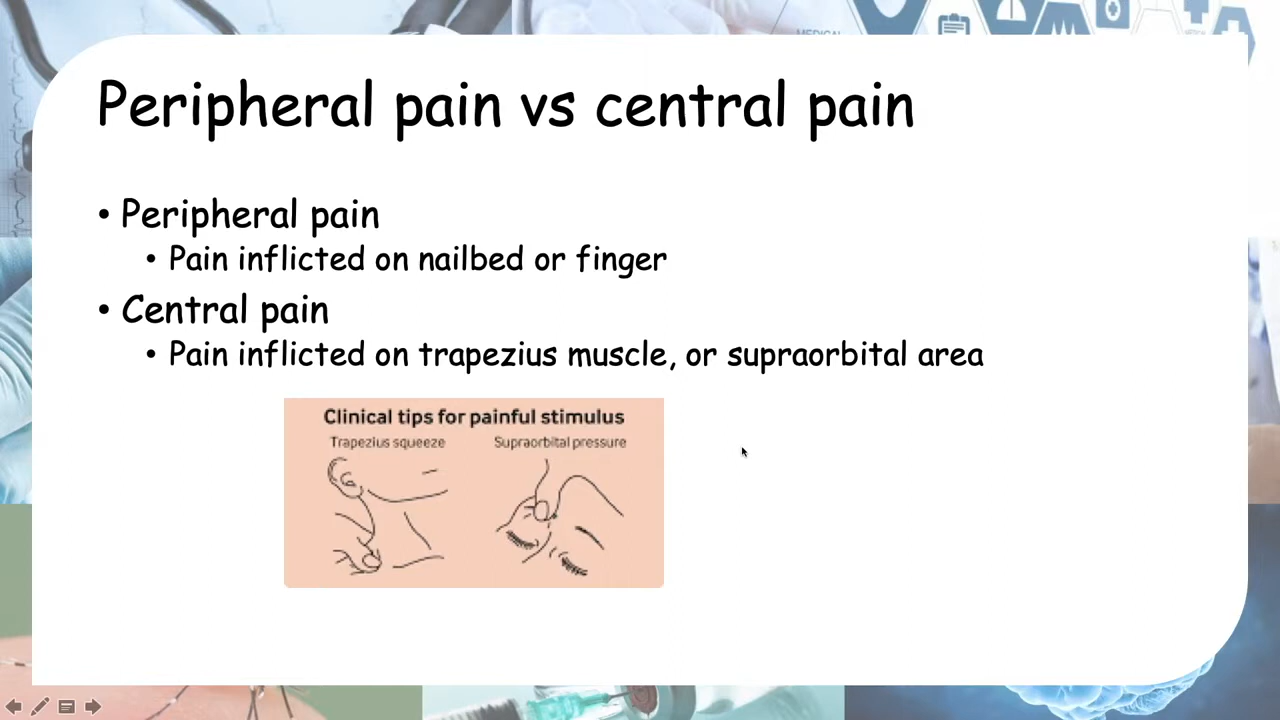 MEDICAL
Peripheral pain vs central pain
• Peripheral pain
• Pain inflicted on nailbed or finger
• Central pain
• Pain inflicted on trapezius muscle, or supraorbital area
Clinical tips for painful stimulus
Trapezius squeeze Supraorbital pressure